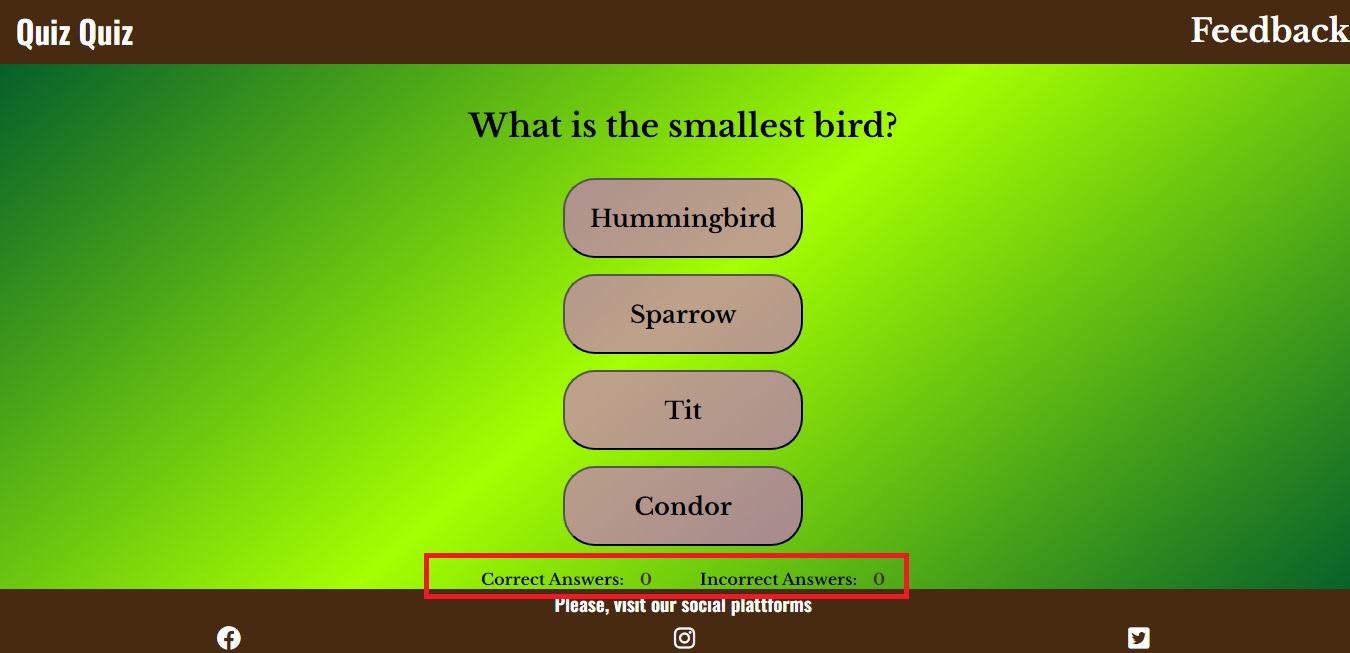 Quiz Quiz
Feedback
What is the smallest bird?
Hummingbird
Sparrow
Tit
Condor
Correct Answers: 0 Incorrect Answers: 0
Please, visit our social plattforms